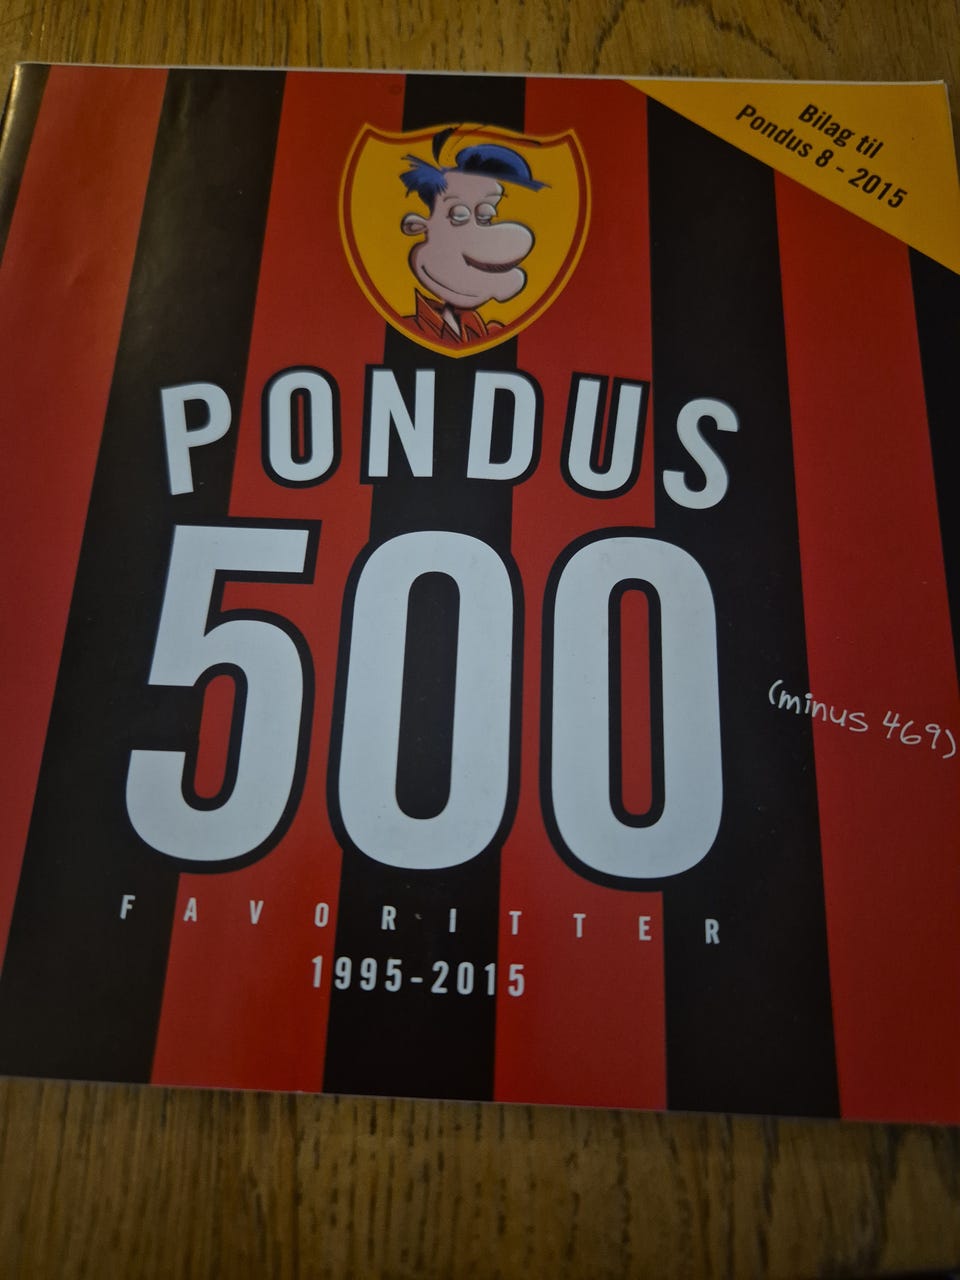 Bilag til
Pondus 8 - 2015
PONDUS
500
(minus 469)
FAVORITTER
1995-2015